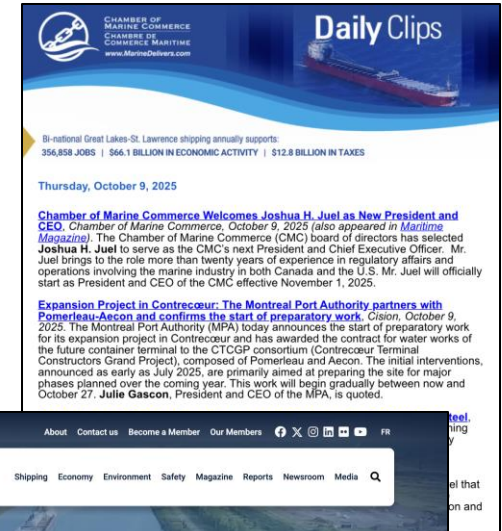 CHAMBER OF
MARINE COMMERCE
CHAMBRE DE
COMMERCE MARITIME
www.MarineDelivers.com
Daily Clips
Bi-national Great Lakes-St. Lawrence shipping annually supports:
356,858 JOBS | $66.1 BILLION IN ECONOMIC ACTIVITY | $12.8 BILLION IN TAXES
Thursday, October 9, 2025
Chamber of Marine Commerce Welcomes Joshua H. Juel as New President and
CEO, Chamber of Marine Commerce, October 9, 2025 (also appeared in Maritime
Magazine). The Chamber of Marine Commerce (CMC) board of directors has selected
Joshua H. Juel to serve as the CMC's next President and Chief Executive Officer. Mr.
Juel brings to the role more than twenty years of experience in regulatory affairs and
operations involving the marine industry in both Canada and the U.S. Mr. Juel will officially
start as President and CEO of the CMC effective November 1, 2025.
Expansion Project in Contrecœur: The Montreal Port Authority partners with
Pomerleau-Aecon and confirms the start of preparatory work, Cision, October 9,
2025. The Montreal Port Authority (MPA) today announces the start of preparatory work
for its expansion project in Contrecœur and has awarded the contract for water works of
the future container terminal to the CTCGP consortium (Contrecœur Terminal
Constructors Grand Project), composed of Pomerleau and Aecon. The initial interventions,
announced as early as July 2025, are primarily aimed at preparing the site for major
phases planned over the coming year. This work will begin gradually between now and
October 27. Julie Gascon, President and CEO of the MPA, is quoted.
teel,
About Contact us Become a Member Our Members FR
Shipping Economy Environment Safety Magazine Reports Newsroom Media
el that
on and